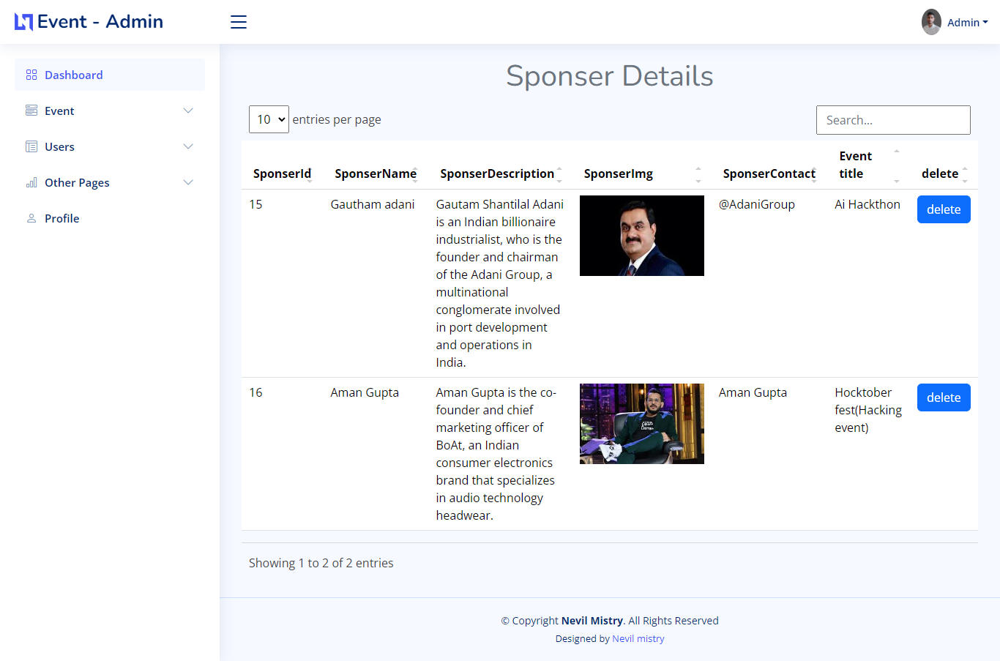 Event - Admin
Admin
Dashboard
Event
Users
Other Pages
Profile
Sponser Details
10 entries per page
Search...
SponserId SponserName SponserDescription SponserImg SponserContact Event title delete
15 Gautham adani Gautam Shantilal Adani @AdaniGroup Ai Hackthon delete
is an Indian billionaire
industrialist, who is the
founder and chairman
of the Adani Group, a
multinational
conglomerate involved
in port development
and operations in
India.
16 Aman Gupta Aman Gupta is the co- Aman Gupta Hocktober delete
founder and chief fest(Hacking
marketing officer of event)
BoAt, an Indian
consumer electronics
brand that specializes
in audio technology
headwear.
Showing 1 to 2 of 2 entries
© Copyright Nevil Mistry. All Rights Reserved
Designed by Nevil mistry